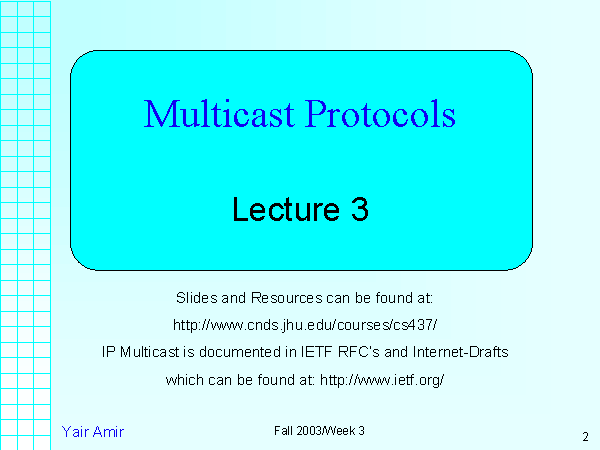 Multicast Protocols
Lecture 3
Slides and Resources can be found at:
http://www.cnds.jhu.edu/courses/cs437/
IP Multicast is documented in IETF RFC's and Internet-Drafts
which can be found at: http://www.ietf.org/
Yair Amir
Fall 2003/Week 3
2